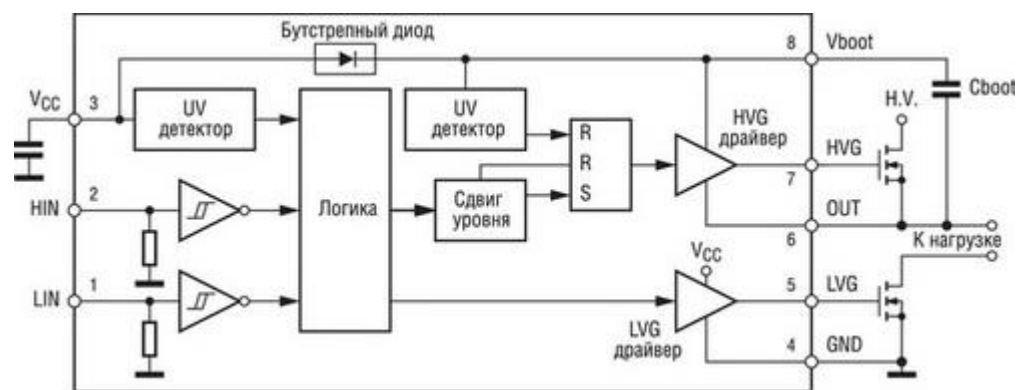 Бутстрепный диод
8
Vboot
VCC
3
UV
детектор
UV
детектор
HVG
драйвер
H.V.
Cboot
R
R
S
HVG
7
HIN
2
Логика
Сдвиг
уровня
OUT
6
К нагрузке
VCC
LIN
1
5
LVG
LVG
драйвер
4
GND